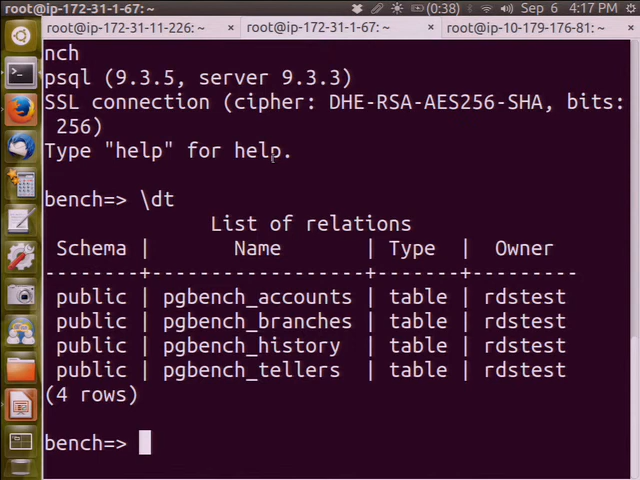 root@ip-172-31-1-67: ~
(0:38)
Sep 6 4:17 PM
root@ip-172-31-11-226: ~ × root@ip-172-31-1-67: ~ × root@ip-10-179-176-81: ~ ×
nch
psql (9.3.5, server 9.3.3)
SSL connection (cipher: DHE-RSA-AES256-SHA, bits:
256)
Type "help" for help.
bench=> \dt
List of relations
Schema | Name | Type | Owner
--------+------------------+-------+---------
public | pgbench_accounts | table | rdstest
public | pgbench_branches | table | rdstest
public | pgbench_history | table | rdstest
public | pgbench_tellers | table | rdstest
(4 rows)
bench=>